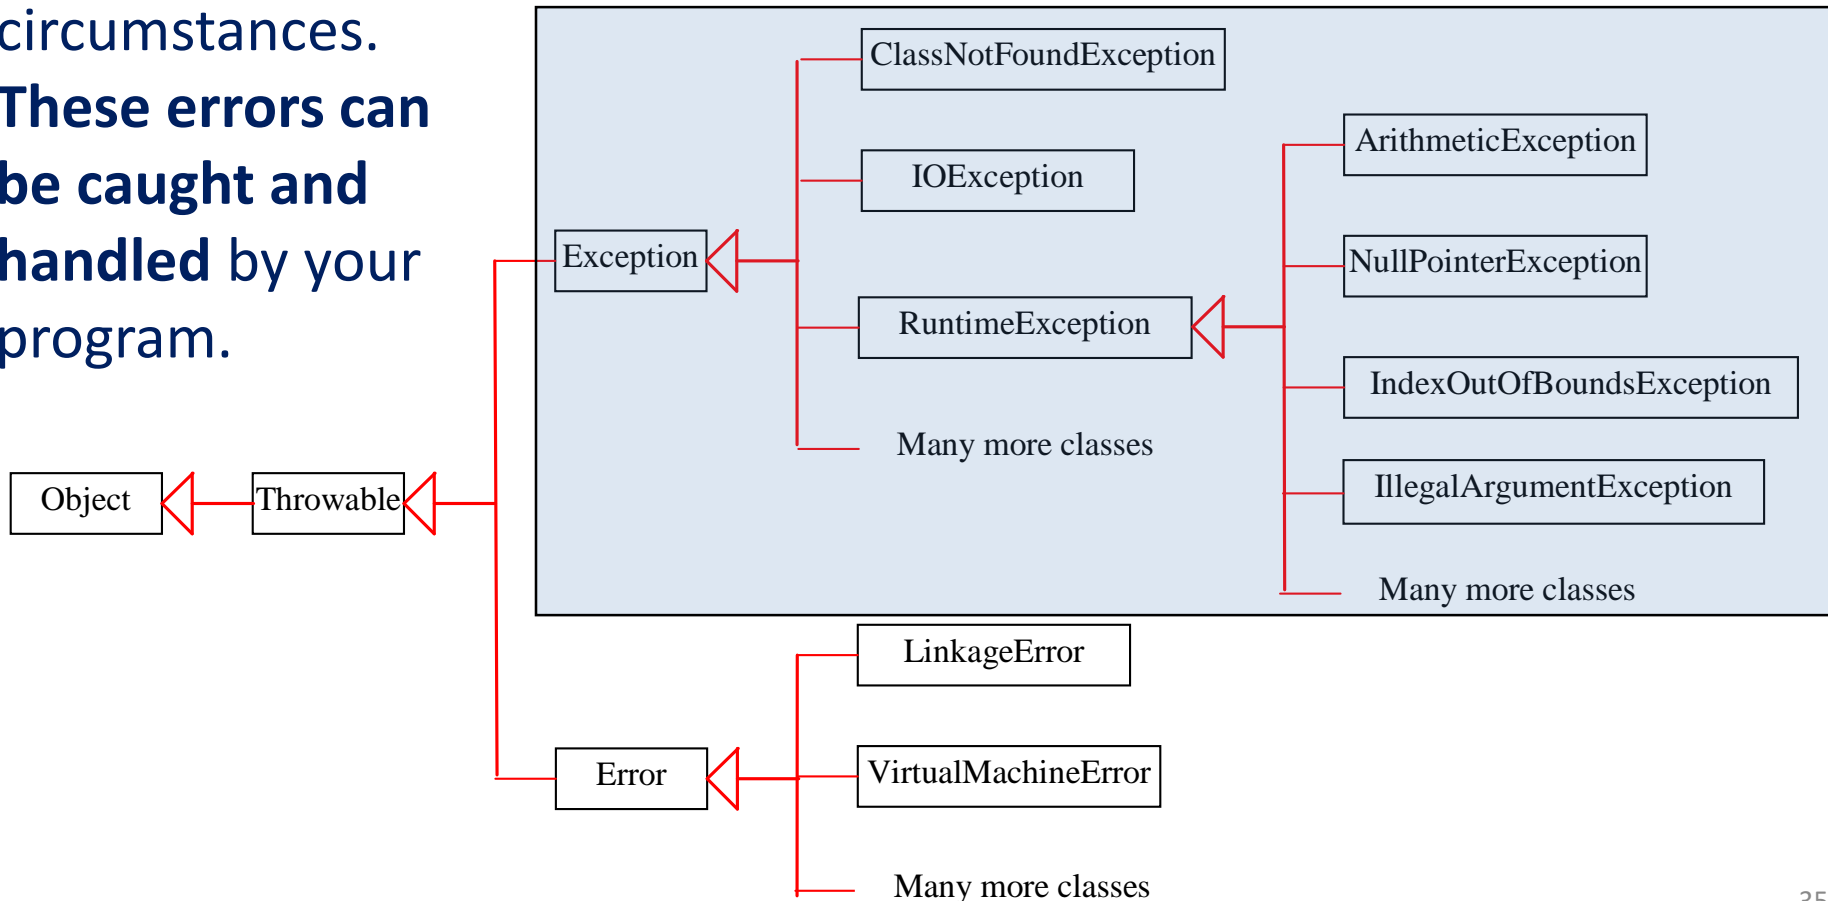 circumstances.
These errors can
be caught and
handled by your
program.
ClassNotFoundException
ArithmeticException
IOException
NullPointerException
Exception
RuntimeException
IndexOutOfBoundsException
Many more classes
IllegalArgumentException
Object
Throwable
Many more classes
LinkageError
Error
VirtualMachineError
Many more classes
35